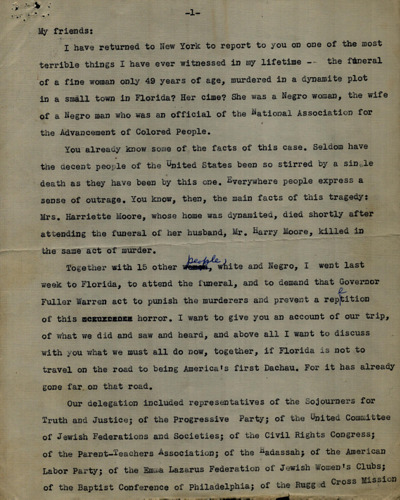 -1-
My friends:
I have returned to New York to report to you on one of the most
terrible things I have ever witnessed in my lifetime -- the funeral
of a fine woman only 49 years of age, murdered in a dynamite plot
in a small town in Florida? Her cime? She was a Negro woman, the wife
of a Negro man who was an official of the National Association for
the Advancement of Colored People.
You already know some of the facts of this case. Seldom have
the decent people of the United States been so stirred by a single
death as they have been by this one. Everywhere people express a
sense of outrage. You know, then, the main facts of this tragedy:
Mrs. Harriette Moore, whose home was dynamited, died shortly after
attending the funeral of her husband, Mr. Harry Moore, killed in
the same act of murder.
Together with 15 other people, white and Negro, I went last
week to Florida, to attend the funeral, and to demand that Governor
Fuller Warren act to punish the murderers and prevent a repetition
of this horror. I want to give you an account of our trip,
of what we did and saw and heard, and above all I want to discuss
with you what we must all do now, together, if Florida is not to
travel on the road to being America's first Dachau. For it has already
gone far on that road.
Our delegation included representatives of the Sojourners for
Truth and Justice; of the Progressive Party; of the United Committee
of Jewish Federations and Societies; of the Civil Rights Congress;
of the Parent-Teachers Association; of the Hadassah; of the American
Labor Party; of the Emma Lazarus Federation of Jewish Women's Clubs;
of the Baptist Conference of Philadelphia; of the Rugged Cross Mission